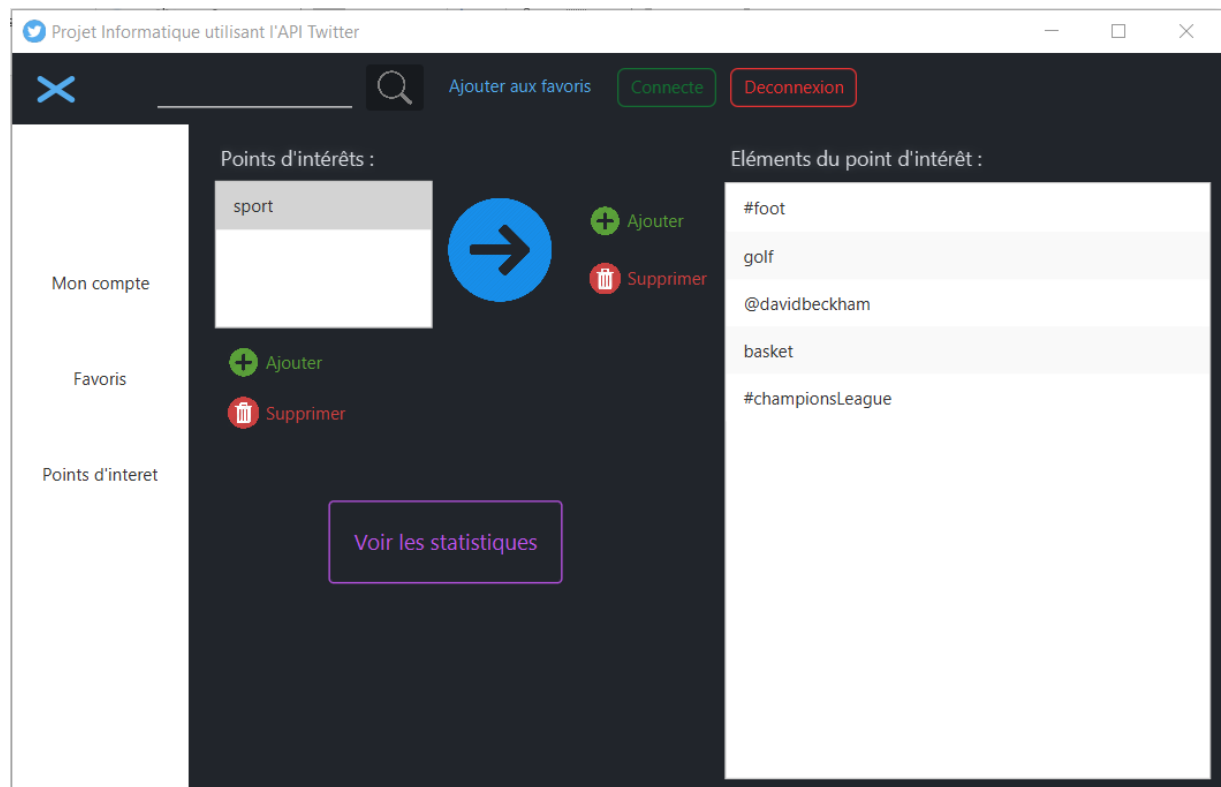 Projet Informatique utilisant l'API Twitter
Ajouter aux favoris
Connecte
Deconnexion
Mon compte
Favoris
Points d'interet
Points d'intérêts :
sport
Ajouter
Supprimer
Ajouter
Supprimer
Voir les statistiques
Eléments du point d'intérêt :
#foot
golf
@davidbeckham
basket
#championsLeague